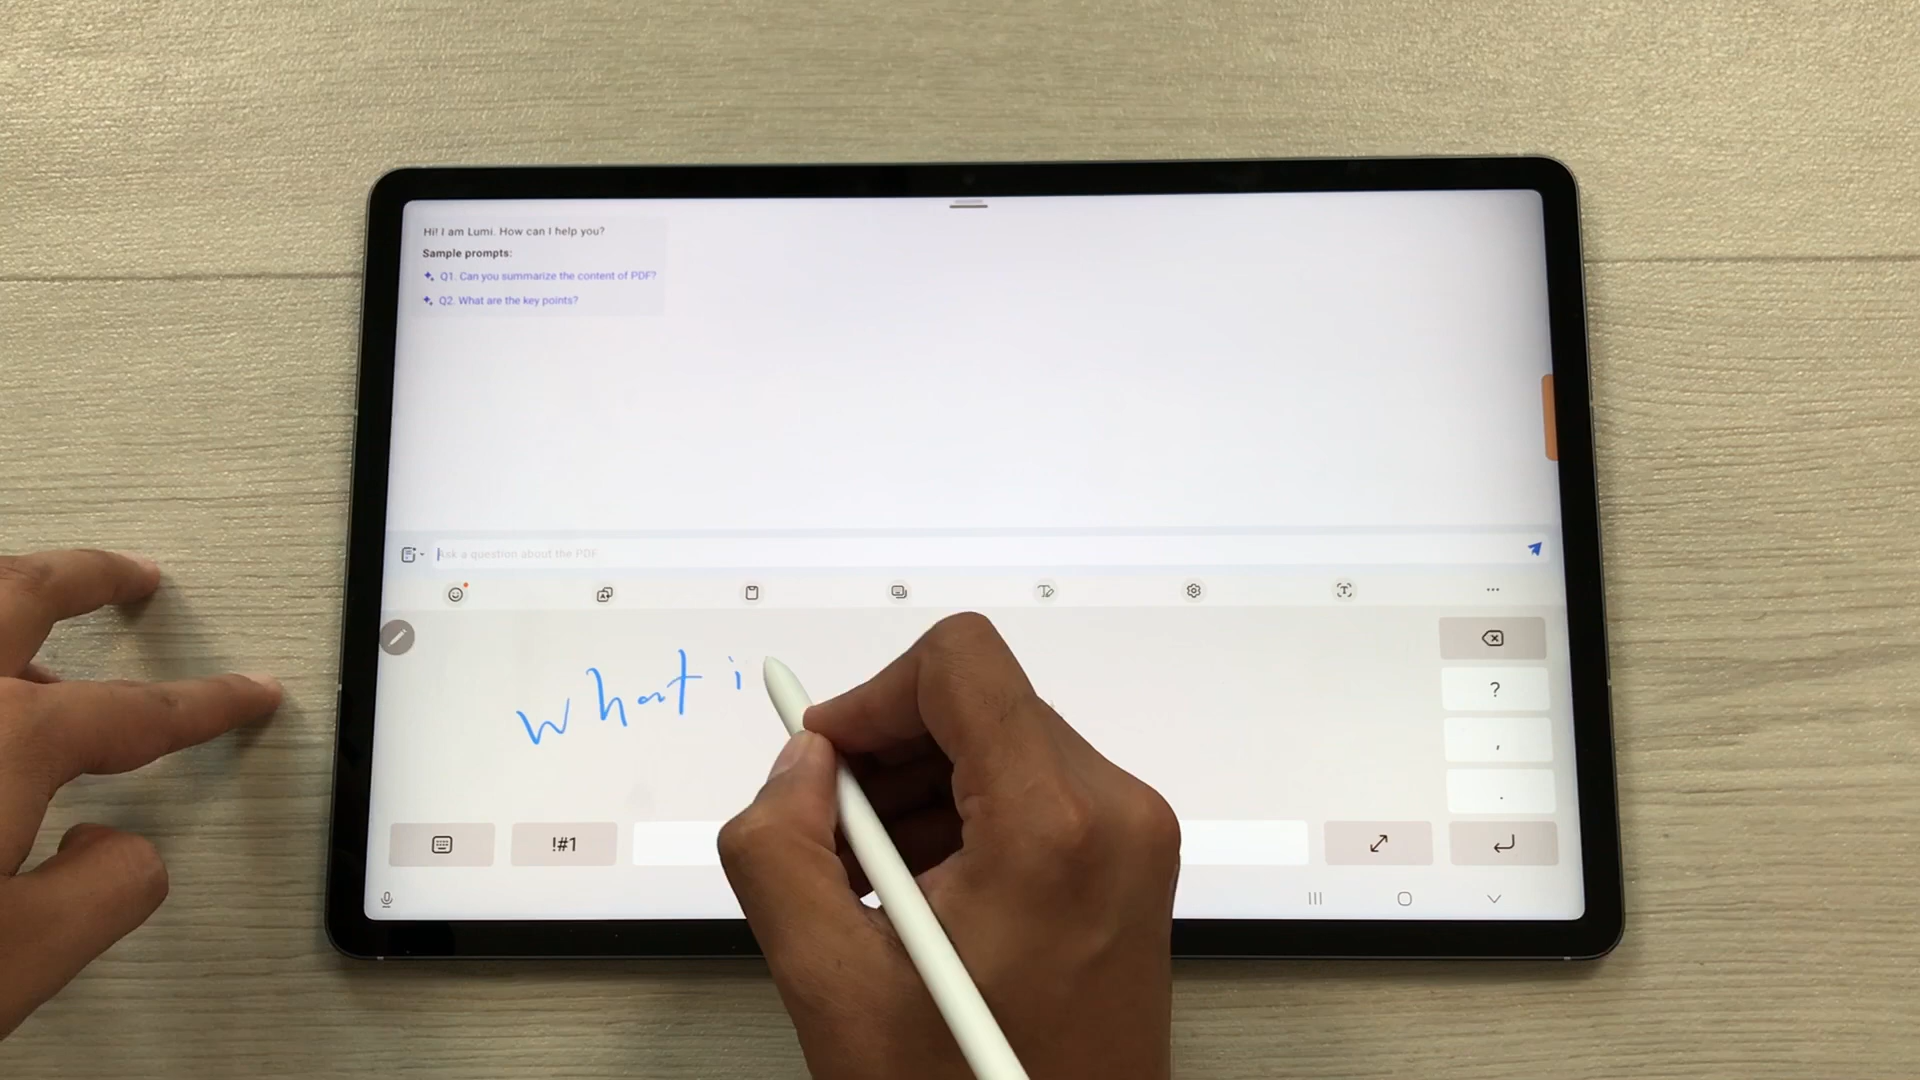 Hi! I am Lumi. How can I help you?
Sample prompts:
Q1. Can you summarize the content of PDF?
Q2. What are the key points?
Ask a question about the PDF
what i
?
,
.
!#1